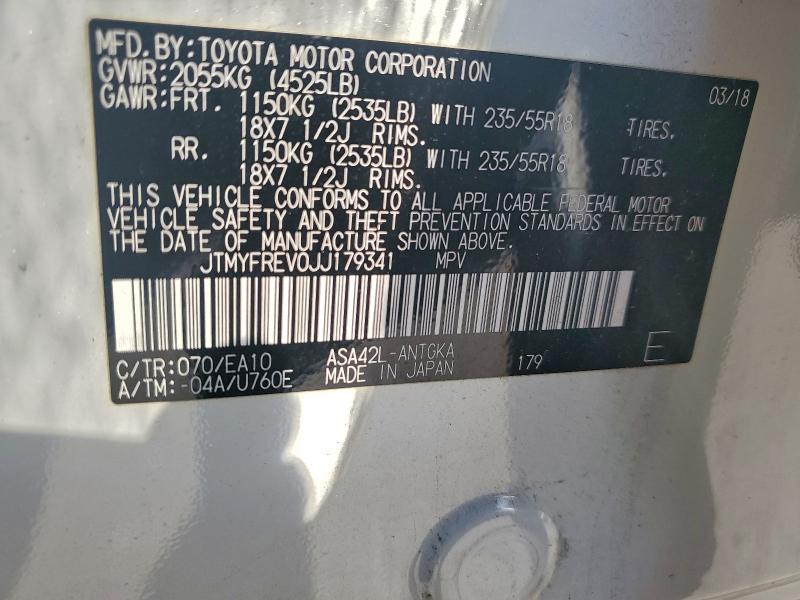 MFD. BY: TOYOTA MOTOR CORPORATION 03/18
GVWR: 2055KG (4525LB)
GAWR: FRT. 1150KG (2535LB) WITH 235/55R18 TIRES.
18X7 1/2J RIMS.
RR. 1150KG (2535LB) WITH 235/55R18 TIRES.
18X7 1/2J RIMS.
THIS VEHICLE CONFORMS TO ALL APPLICABLE FEDERAL MOTOR
VEHICLE SAFETY AND THEFT PREVENTION STANDARDS IN EFFECT ON
THE DATE OF MANUFACTURE SHOWN ABOVE.
JTMYFREV0JJ179341 MPV
C/TR: 070/EA10 ASA42L-ANTGKA 179 E
A/TM: -04A/U760E MADE IN JAPAN